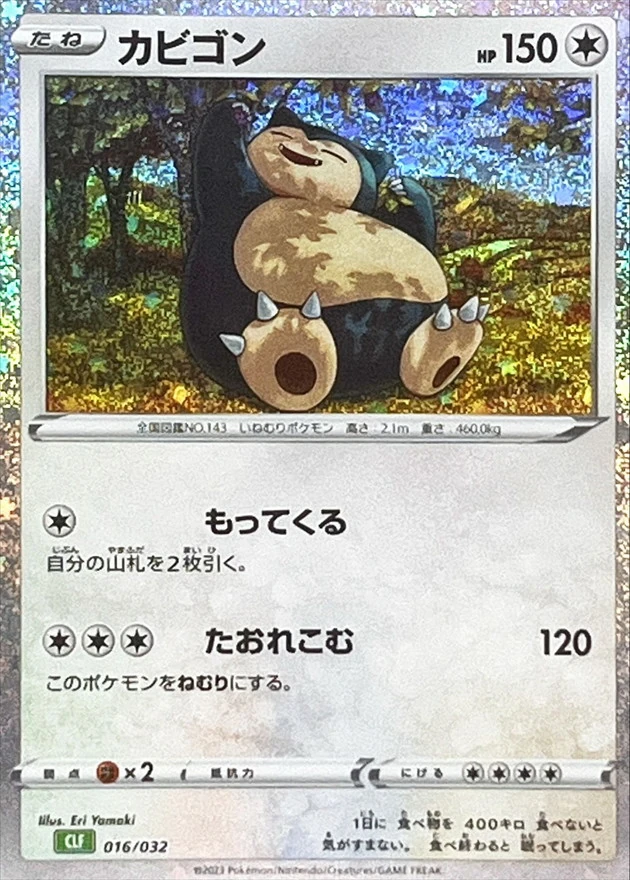 たね カビゴン HP 150
全国図鑑NO.143 いねむりポケモン 高さ:2.1m 重さ:460.0kg
もってくる
自分の山札を2枚引く。
たおれこむ 120
このポケモンをねむりにする。
弱点 ×2 抵抗力 にげる
Illus. Eri Yamaki
CLF 016/032
1日に 食べ物を 400キロ 食べないと
気がすまない。 食べ終わると 眠ってしまう。
©2023 Pokémon/Nintendo/Creatures/GAME FREAK.